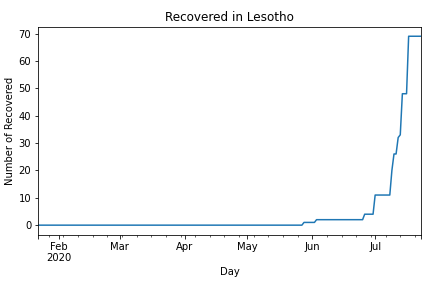 Recovered in Lesotho
Number of Recovered
70
60
50
40
30
20
10
0
Feb
2020
Mar
Apr
May
Jun
Jul
Day